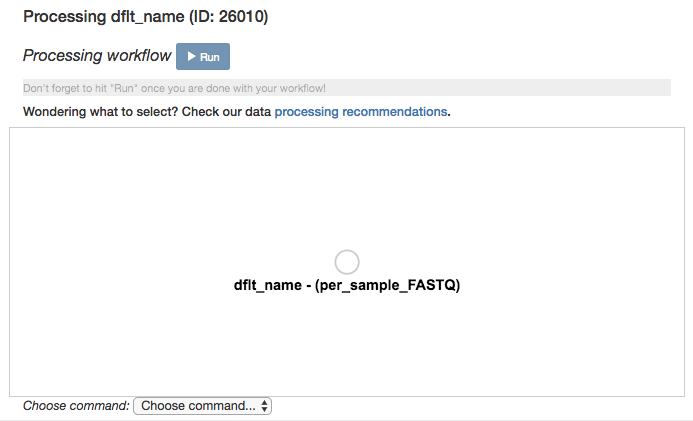 Processing dflt_name (ID: 26010)
Processing workflow Run
Don't forget to hit "Run" once you are done with your workflow!
Wondering what to select? Check our data processing recommendations.
dflt_name - (per_sample_FASTQ)
Choose command: Choose command...